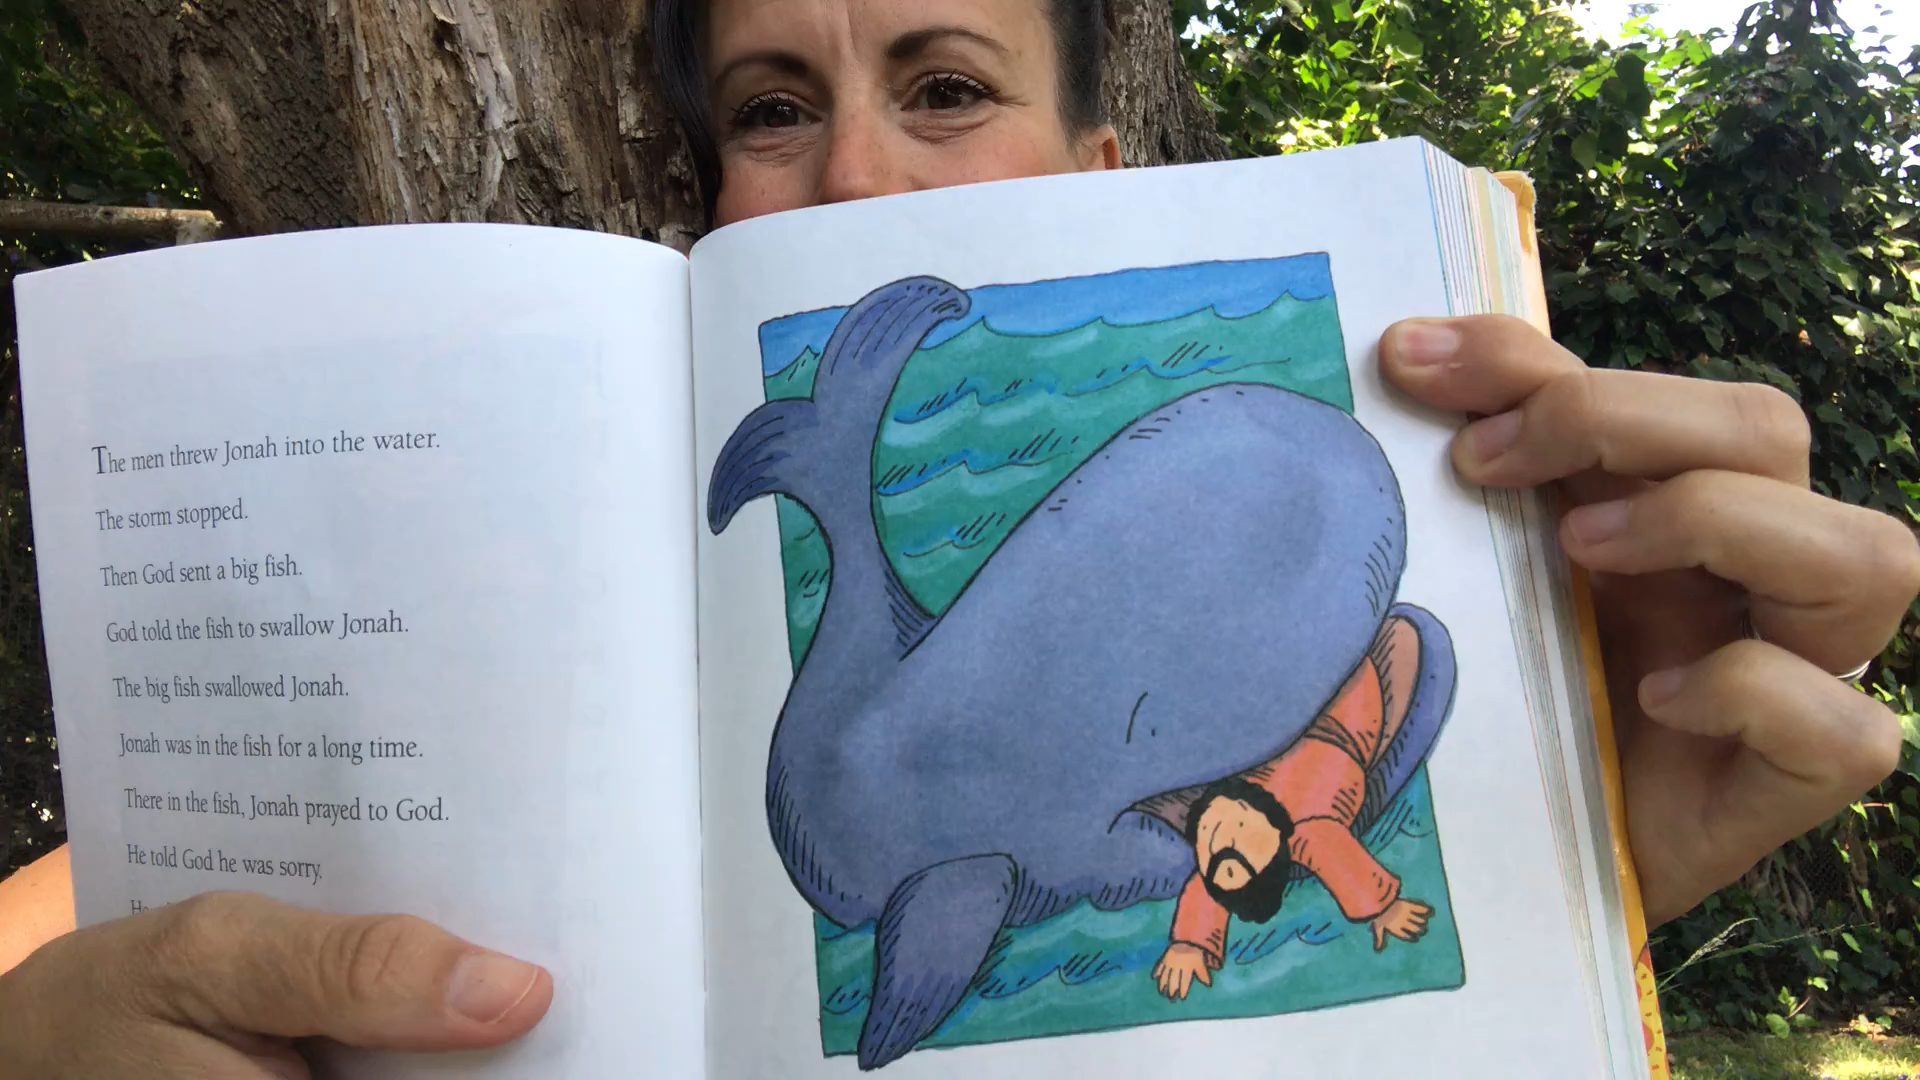 The men threw Jonah into the water.
The storm stopped.
Then God sent a big fish.
God told the fish to swallow Jonah.
The big fish swallowed Jonah.
Jonah was in the fish for a long time.
There in the fish, Jonah prayed to God.
He told God he was sorry.